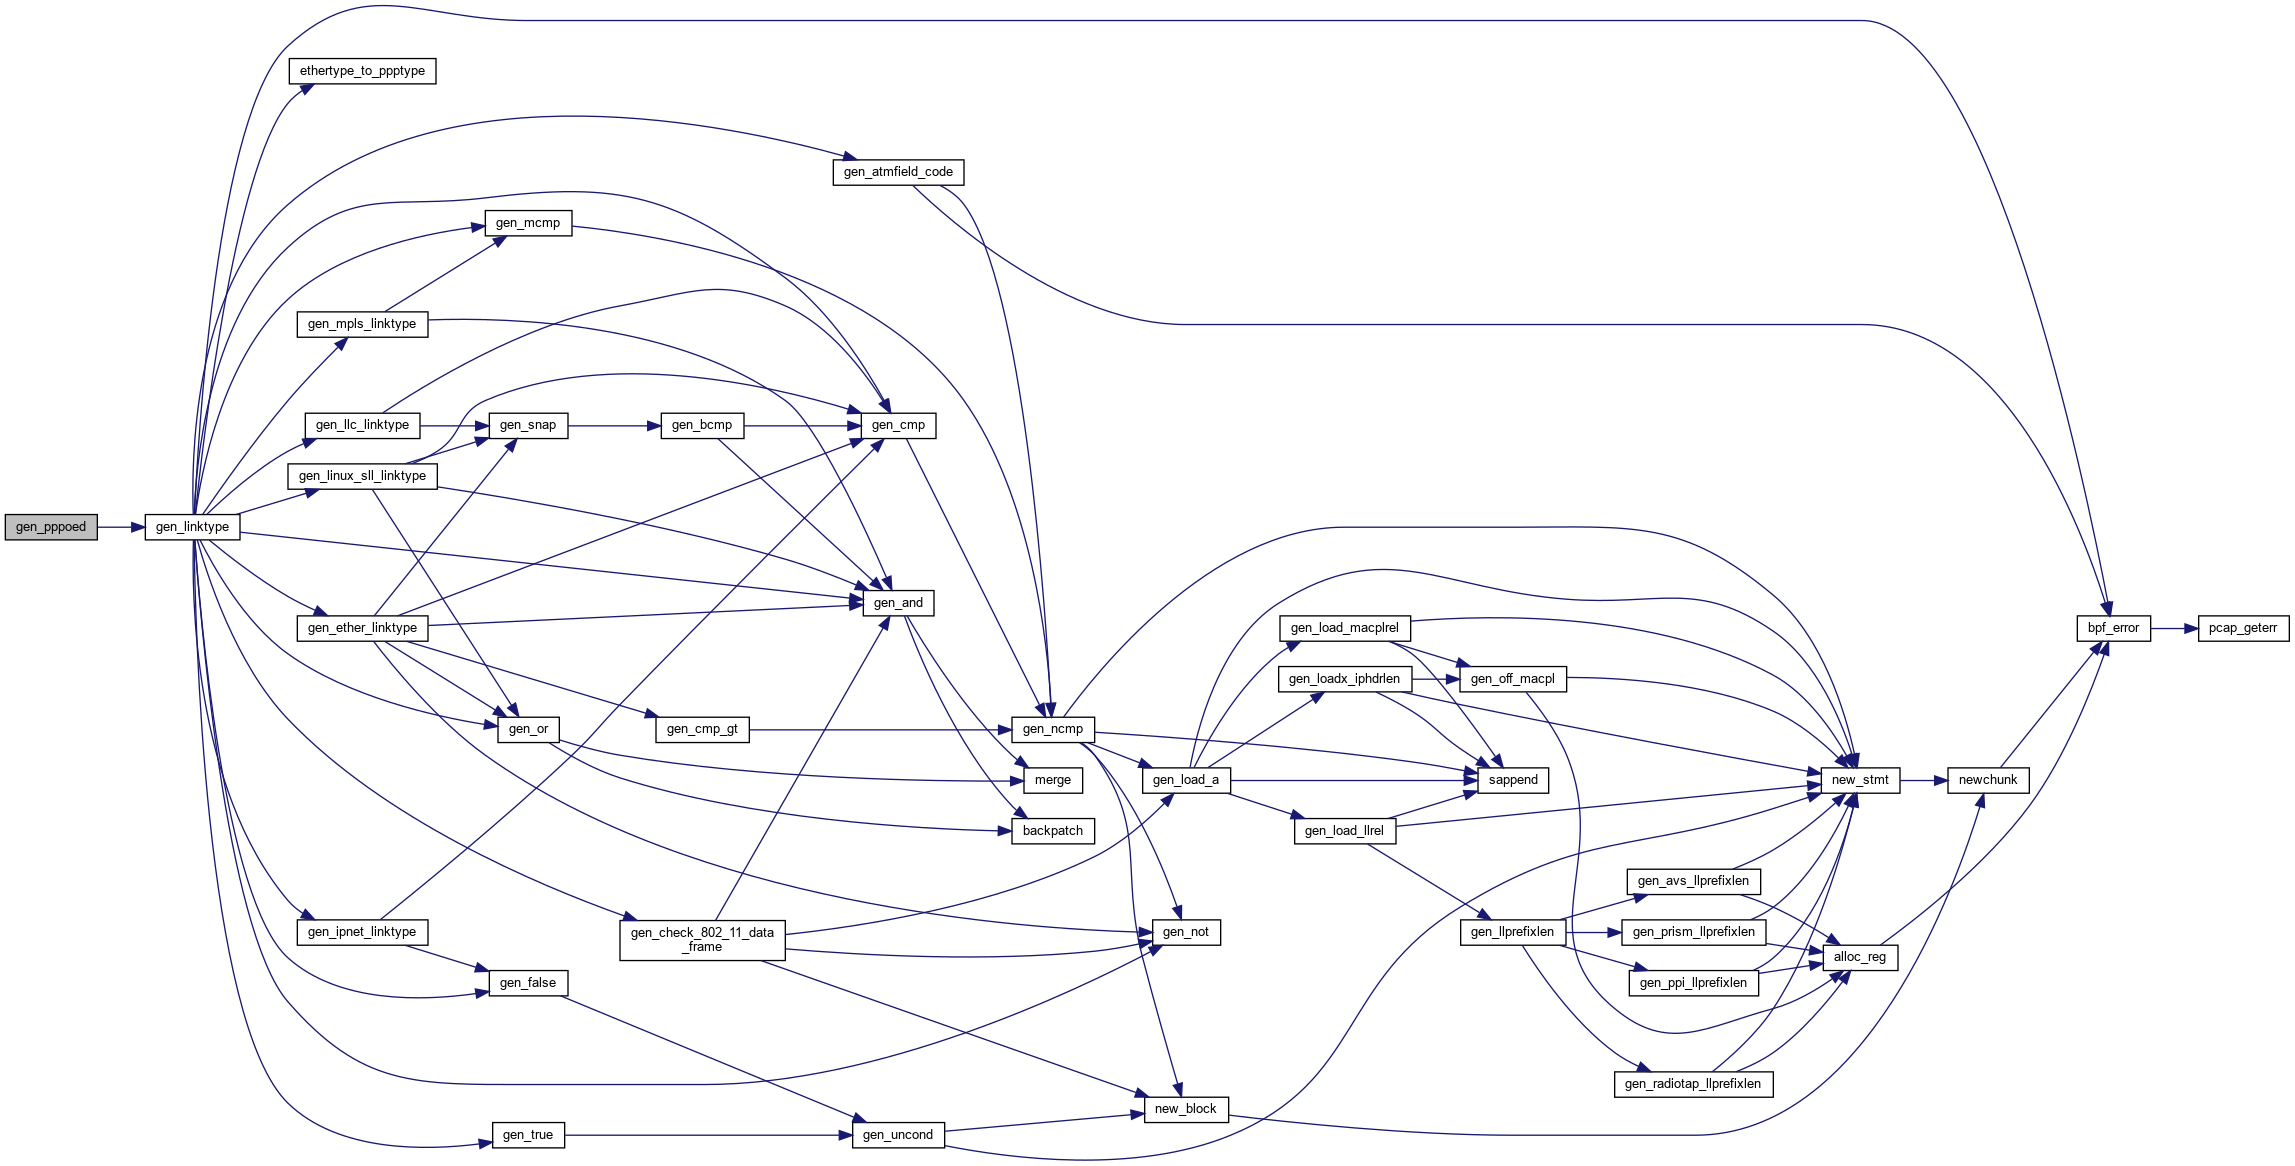 ethertype_to_ppptype
gen_atmfield_code
gen_mcmp
gen_mpls_linktype
gen_llc_linktype
gen_snap
gen_bcmp
gen_cmp
gen_linux_sll_linktype
gen_pppoed
gen_linktype
gen_and
gen_ether_linktype
gen_load_macplrel
bpf_error
pcap_geterr
gen_loadx_iphdrlen
gen_off_macpl
gen_or
gen_cmp_gt
gen_ncmp
merge
gen_load_a
sappend
new_stmt
newchunk
backpatch
gen_load_llrel
gen_avs_llprefixlen
gen_ipnet_linktype
gen_check_802_11_data
_frame
gen_not
gen_llprefixlen
gen_prism_llprefixlen
alloc_reg
gen_false
gen_ppi_llprefixlen
gen_radiotap_llprefixlen
new_block
gen_true
gen_uncond